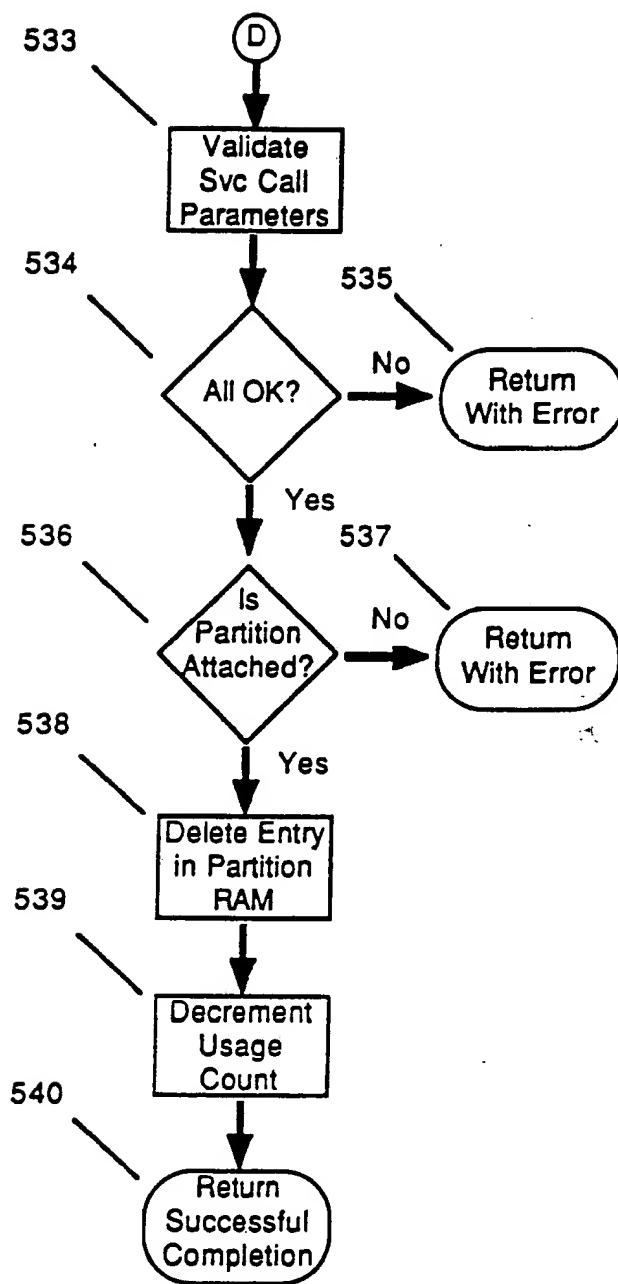 D
533
Validate
Svc Call
Parameters
534
All OK?
No
535
Return
With Error
Yes
536
Is
Partition
Attached?
No
537
Return
With Error
Yes
538
Delete Entry
in Partition
RAM
539
Decrement
Usage
Count
540
Return
Successful
Completion